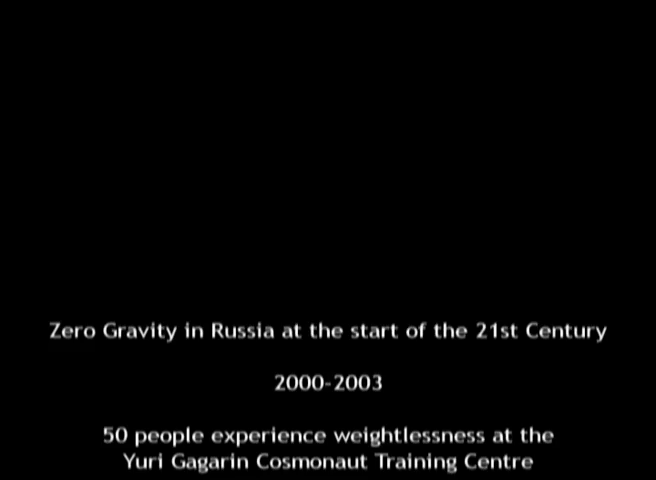 Zero Gravity in Russia at the start of the 21st Century
2000-2003
50 people experience weightlessness at the
Yuri Gagarin Cosmonaut Training Centre